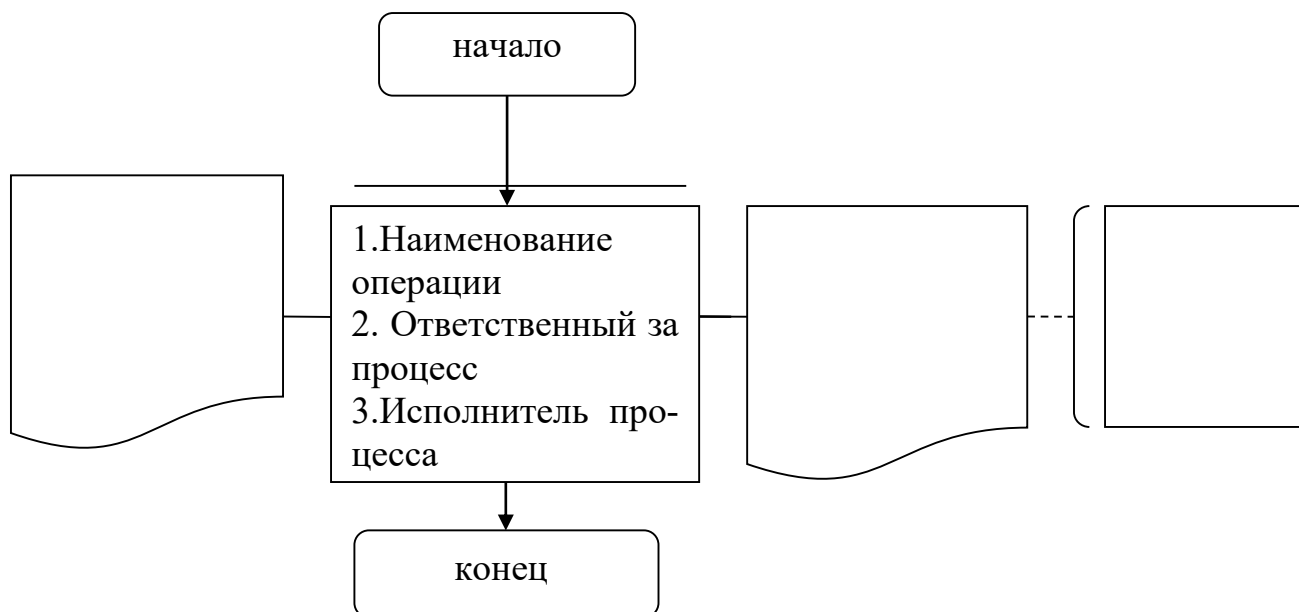 начало
1.Наименование
операции
2. Ответственный за
процесс
3.Исполнитель про-
цесса
конец